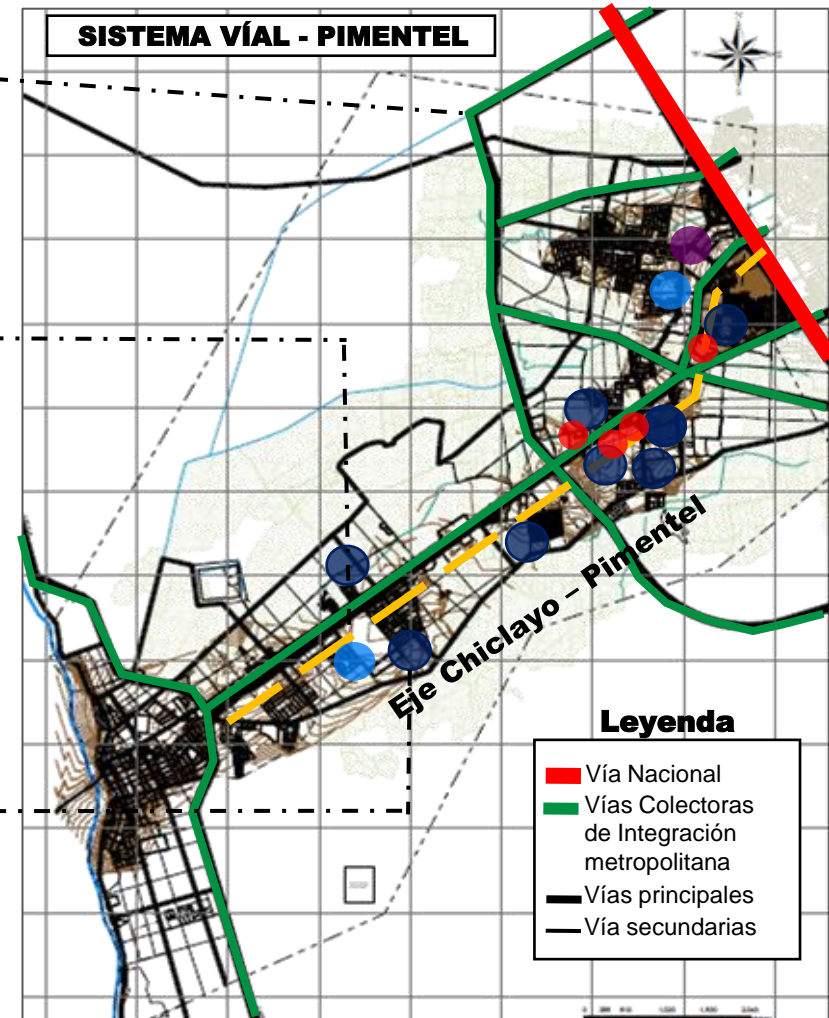 SISTEMA VÍAL - PIMENTEL
Eje Chiclayo – Pimentel
Leyenda
Vía Nacional
Vías Colectoras
de Integración
metropolitana
Vías principales
Vía secundarias